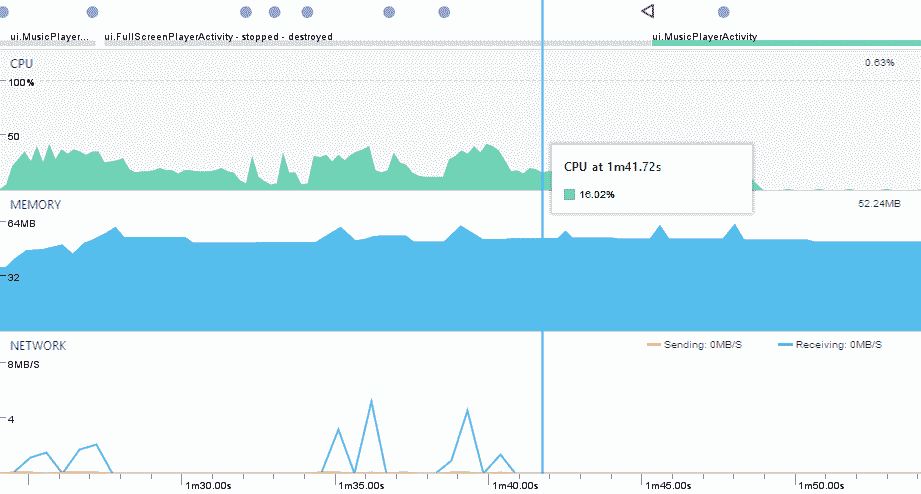 ui.MusicPlayer... ui.FullScreenPlayerActivity - stopped - destroyed ui.MusicPlayerActivity
CPU 0.63%
100%
50
CPU at 1m41.72s
16.02%
MEMORY 52.24MB
64MB
32
NETWORK Sending: 0MB/S Receiving: 0MB/S
8MB/S
4
1m30.00s 1m35.00s 1m40.00s 1m45.00s 1m50.00s